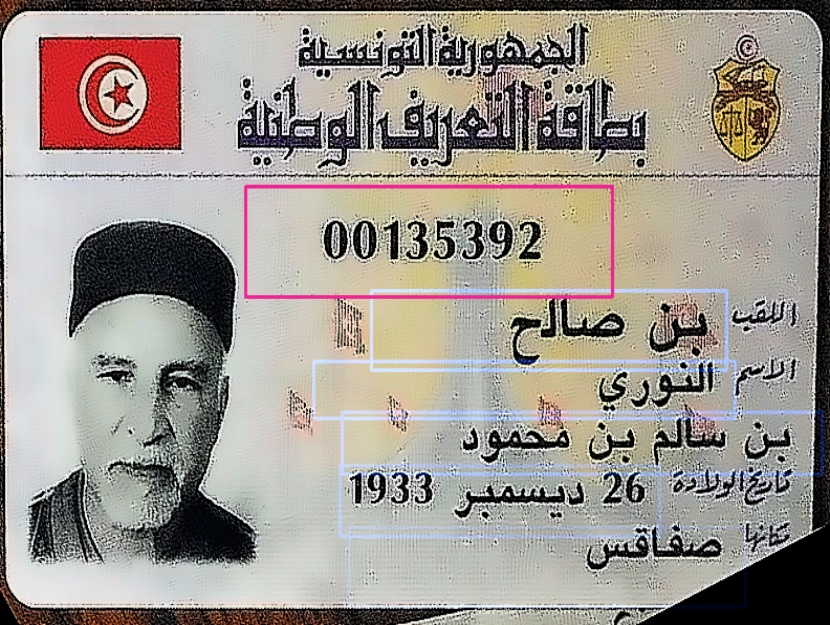 الجمهورية التونسية
بطاقة التعريف الوطنية
00135392
اللقب بن صالح
الاسم النوري
بن سالم بن محمود
تاريخ الولادة 26 ديسمبر 1933
مكانها صفاقس